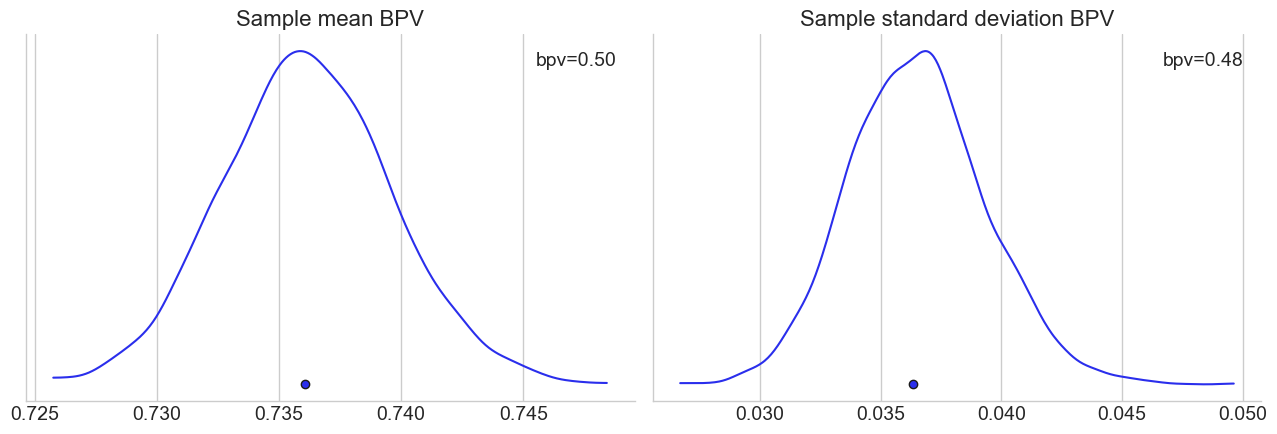 Sample mean BPV
bpv=0.50
0.725 0.730 0.735 0.740 0.745
Sample standard deviation BPV
bpv=0.48
0.030 0.035 0.040 0.045 0.050